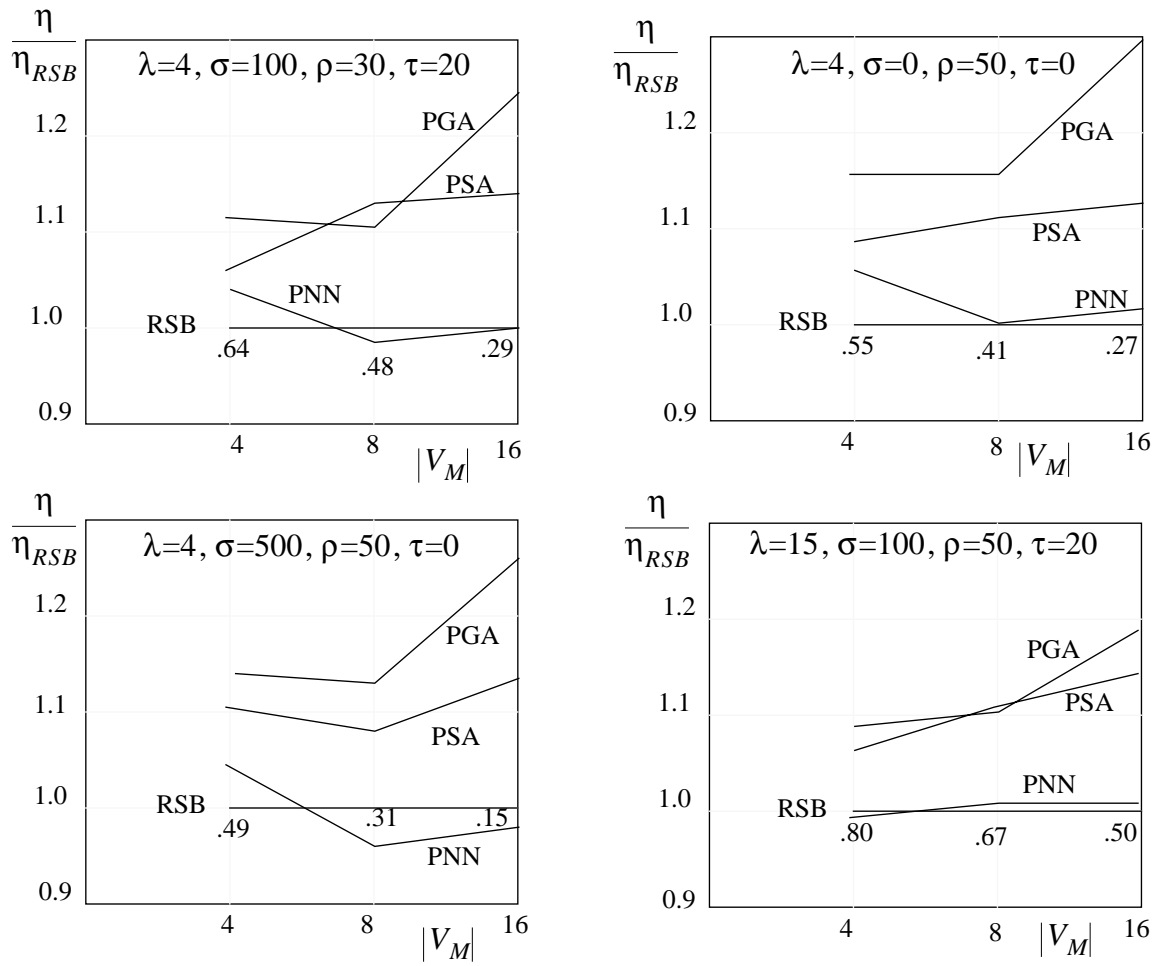 η
η_RSB
λ=4, σ=100, ρ=30, τ=20
1.2
1.1
1.0
0.9
PGA
PSA
PNN
RSB
.64
.48
.29
4
8
16
|V_M|
η
η_RSB
λ=4, σ=0, ρ=50, τ=0
1.2
1.1
1.0
0.9
PGA
PSA
PNN
RSB
.55
.41
.27
4
8
16
|V_M|
η
η_RSB
λ=4, σ=500, ρ=50, τ=0
1.2
1.1
1.0
0.9
PGA
PSA
RSB
.49
.31
.15
PNN
4
8
16
|V_M|
η
η_RSB
λ=15, σ=100, ρ=50, τ=20
1.2
1.1
1.0
0.9
PGA
PSA
PNN
RSB
.80
.67
.50
4
8
16
|V_M|